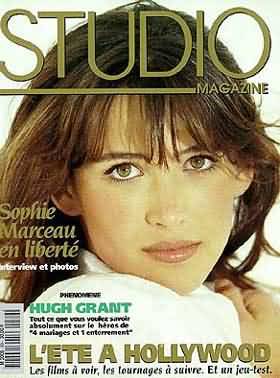 STUDIO
MAGAZINE
Sophie
Marceau
en liberté
Interview et photos
PHENOMENE
HUGH GRANT
Tout ce que vous voulez savoir
absolument sur le héros de
"4 mariages et 1 enterrement"
L'ETE A HOLLYWOOD
Les films à voir, les tournages à suivre. Et un jeu-test.